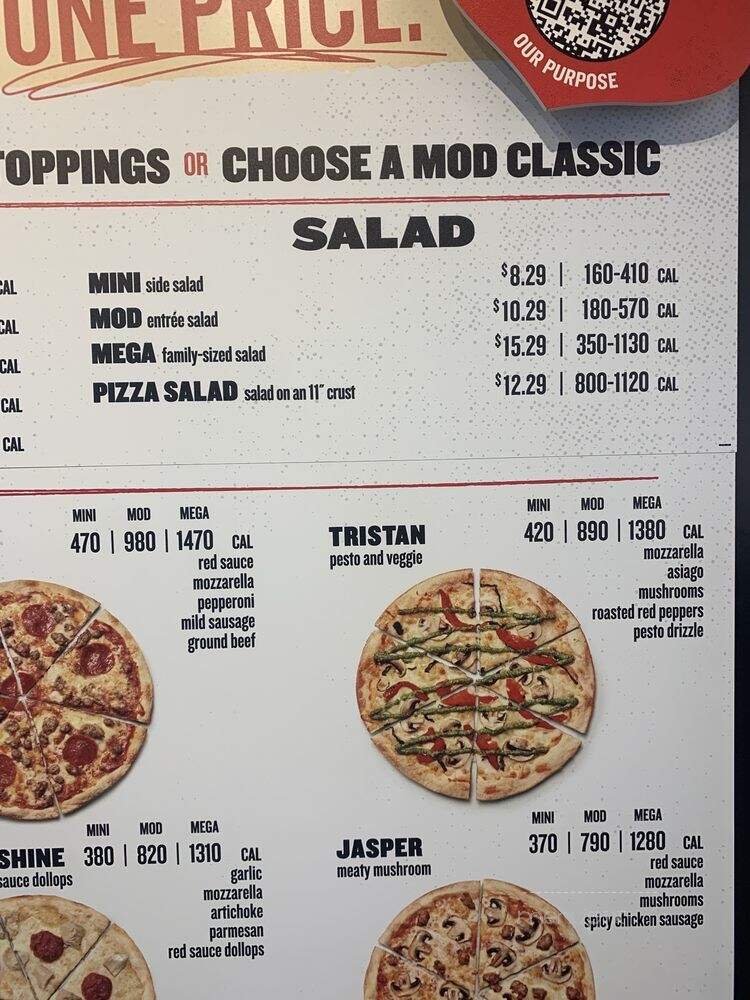 ONE PRICE.
OUR PURPOSE
TOPPINGS OR CHOOSE A MOD CLASSIC
SALAD
CAL
CAL
CAL
CAL
CAL
MINI side salad $8.29 | 160-410 CAL
MOD entrée salad $10.29 | 180-570 CAL
MEGA family-sized salad $15.29 | 350-1130 CAL
PIZZA SALAD salad on an 11" crust $12.29 | 800-1120 CAL
MINI MOD MEGA
470 | 980 | 1470 CAL
red sauce
mozzarella
pepperoni
mild sausage
ground beef
TRISTAN
pesto and veggie
MINI MOD MEGA
420 | 890 | 1380 CAL
mozzarella
asiago
mushrooms
roasted red peppers
pesto drizzle
MINI MOD MEGA
SHINE 380 | 820 | 1310 CAL
sauce dollops
garlic
mozzarella
artichoke
parmesan
red sauce dollops
JASPER
meaty mushroom
MINI MOD MEGA
370 | 790 | 1280 CAL
red sauce
mozzarella
mushrooms
spicy chicken sausage